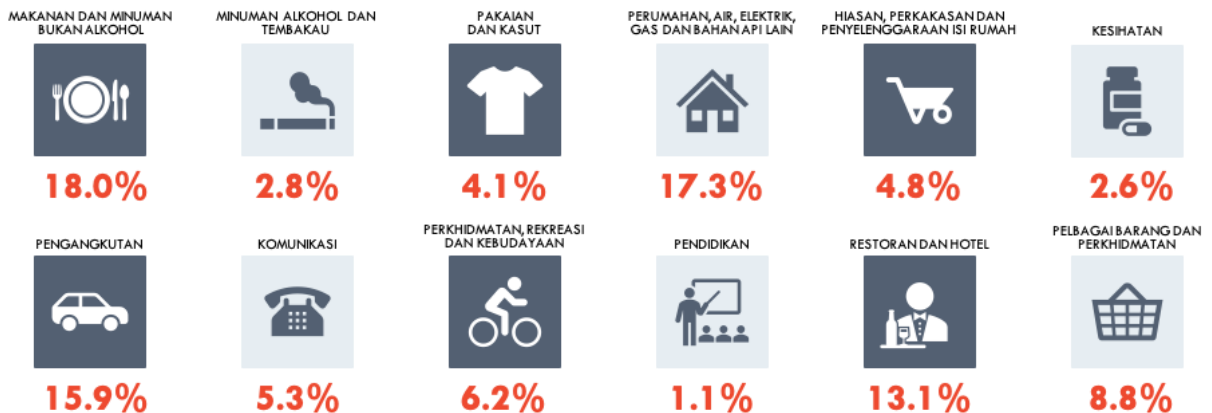 MAKANAN DAN MINUMAN
BUKAN ALKOHOL
18.0%
MINUMAN ALKOHOL DAN
TEMBAKAU
2.8%
PAKAIAN
DAN KASUT
4.1%
PERUMAHAN, AIR, ELEKTRIK,
GAS DAN BAHAN API LAIN
17.3%
HIASAN, PERKAKASAN DAN
PENYELENGGARAAN ISI RUMAH
4.8%
KESIHATAN
2.6%
PENGANGKUTAN
15.9%
KOMUNIKASI
5.3%
PERKHIDMATAN, REKREASI
DAN KEBUDAYAAN
6.2%
PENDIDIKAN
1.1%
RESTORAN DAN HOTEL
13.1%
PELBAGAI BARANG DAN
PERKHIDMATAN
8.8%